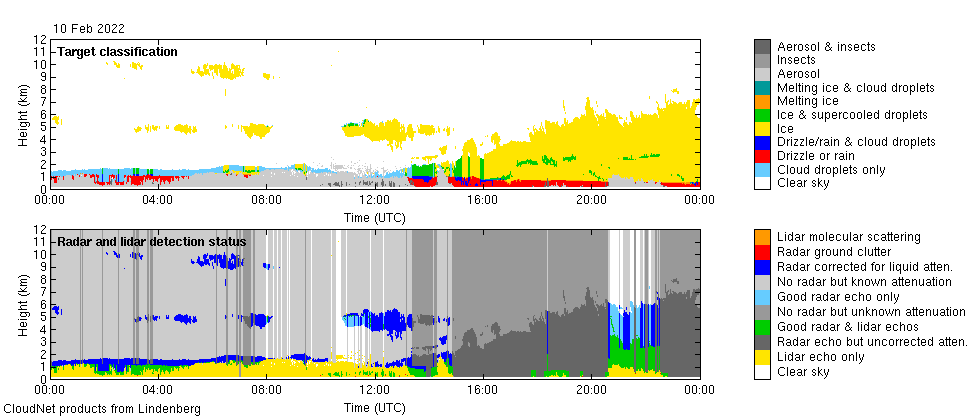 10 Feb 2022
Target classification
12
11
10
9
8
7
6
5
4
3
2
1
0
Height (km)
00:00 04:00 08:00 12:00 16:00 20:00 00:00
Time (UTC)
Aerosol & insects
Insects
Aerosol
Melting ice & cloud droplets
Melting ice
Ice & supercooled droplets
Ice
Drizzle/rain & cloud droplets
Drizzle or rain
Cloud droplets only
Clear sky
Radar and lidar detection status
12
11
10
9
8
7
6
5
4
3
2
1
0
Height (km)
00:00 04:00 08:00 12:00 16:00 20:00 00:00
Time (UTC)
Lidar molecular scattering
Radar ground clutter
Radar corrected for liquid atten.
No radar but known attenuation
Good radar echo only
No radar but unknown attenuation
Good radar & lidar echos
Radar echo but uncorrected atten.
Lidar echo only
Clear sky
CloudNet products from Lindenberg